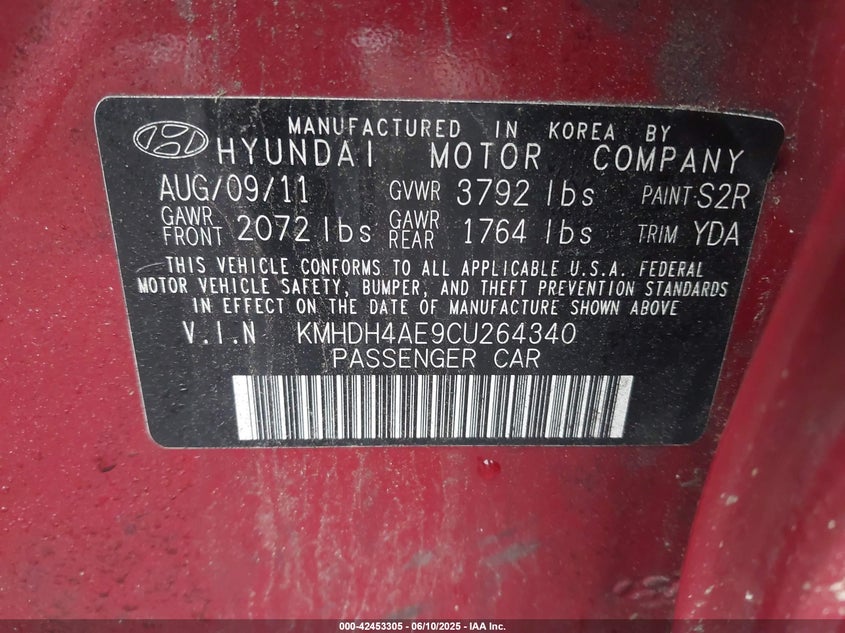 MANUFACTURED IN KOREA BY
HYUNDAI MOTOR COMPANY
AUG/09/11 GVWR 3792 lbs PAINT S2R
GAWR FRONT 2072 lbs GAWR REAR 1764 lbs TRIM YDA
THIS VEHICLE CONFORMS TO ALL APPLICABLE U.S.A. FEDERAL
MOTOR VEHICLE SAFETY, BUMPER, AND THEFT PREVENTION STANDARDS
IN EFFECT ON THE DATE OF MANUFACTURE SHOWN ABOVE
V.I.N KMHDH4AE9CU264340
PASSENGER CAR
000-42453305 - 06/10/2025 - IAA Inc.